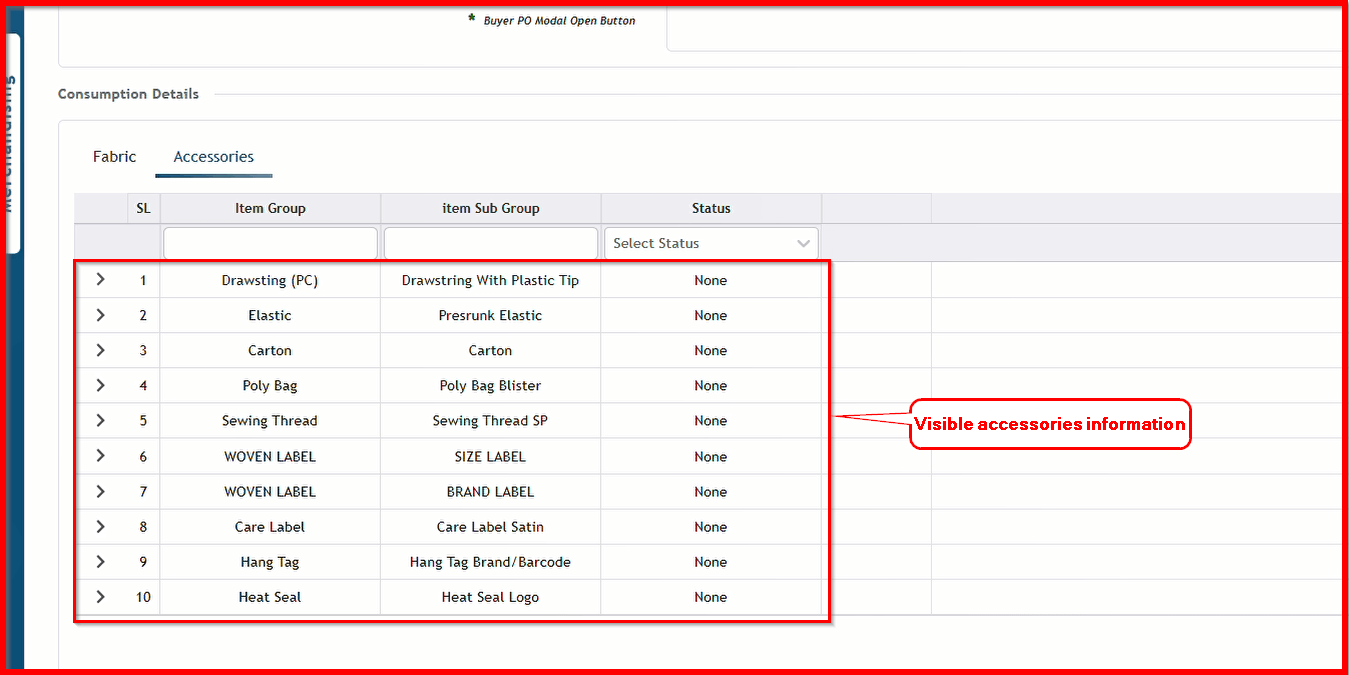 * Buyer PO Modal Open Button
Merchandising
Consumption Details
Fabric Accessories
SL Item Group item Sub Group Status
Select Status
1 Drawsting (PC) Drawstring With Plastic Tip None
2 Elastic Presrunk Elastic None
3 Carton Carton None
4 Poly Bag Poly Bag Blister None
5 Sewing Thread Sewing Thread SP None
Visible accessories information
6 WOVEN LABEL SIZE LABEL None
7 WOVEN LABEL BRAND LABEL None
8 Care Label Care Label Satin None
9 Hang Tag Hang Tag Brand/Barcode None
10 Heat Seal Heat Seal Logo None